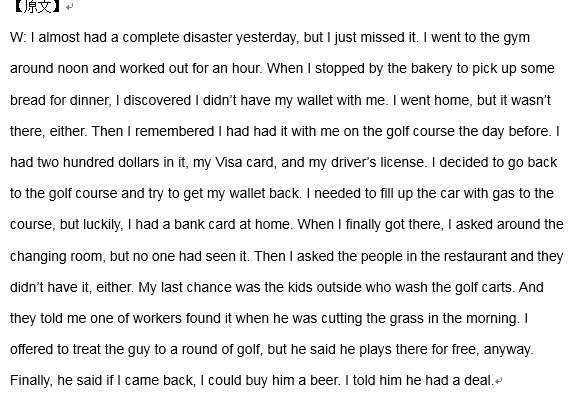 【原文】
W: I almost had a complete disaster yesterday, but I just missed it. I went to the gym
around noon and worked out for an hour. When I stopped by the bakery to pick up some
bread for dinner, I discovered I didn’t have my wallet with me. I went home, but it wasn’t
there, either. Then I remembered I had had it with me on the golf course the day before. I
had two hundred dollars in it, my Visa card, and my driver’s license. I decided to go back
to the golf course and try to get my wallet back. I needed to fill up the car with gas to the
course, but luckily, I had a bank card at home. When I finally got there, I asked around the
changing room, but no one had seen it. Then I asked the people in the restaurant and they
didn’t have it, either. My last chance was the kids outside who wash the golf carts. And
they told me one of workers found it when he was cutting the grass in the morning. I
offered to treat the guy to a round of golf, but he said he plays there for free, anyway.
Finally, he said if I came back, I could buy him a beer. I told him he had a deal.